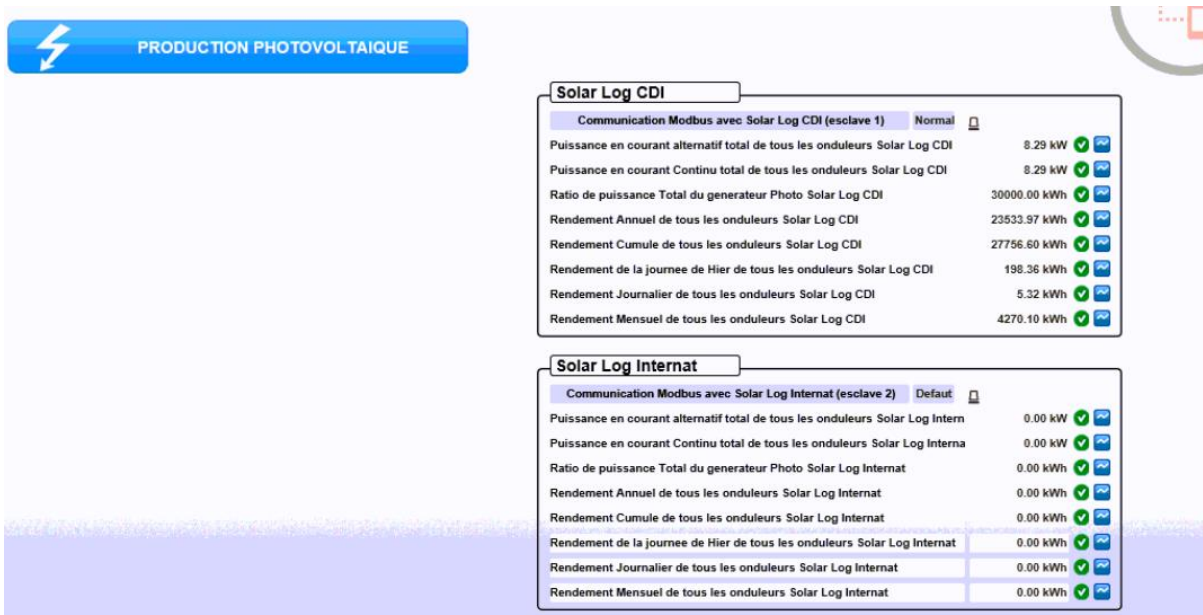 PRODUCTION PHOTOVOLTAIQUE
Solar Log CDI
Communication Modbus avec Solar Log CDI (esclave 1) Normal
Puissance en courant alternatif total de tous les onduleurs Solar Log CDI 8.29 kW
Puissance en courant Continu total de tous les onduleurs Solar Log CDI 8.29 kW
Ratio de puissance Total du generateur Photo Solar Log CDI 30000.00 kWh
Rendement Annuel de tous les onduleurs Solar Log CDI 23533.97 kWh
Rendement Cumule de tous les onduleurs Solar Log CDI 27756.60 kWh
Rendement de la journee de Hier de tous les onduleurs Solar Log CDI 198.36 kWh
Rendement Journalier de tous les onduleurs Solar Log CDI 5.32 kWh
Rendement Mensuel de tous les onduleurs Solar Log CDI 4270.10 kWh
Solar Log Internat
Communication Modbus avec Solar Log Internat (esclave 2) Defaut
Puissance en courant alternatif total de tous les onduleurs Solar Log Intern 0.00 kW
Puissance en courant Continu total de tous les onduleurs Solar Log Interna 0.00 kW
Ratio de puissance Total du generateur Photo Solar Log Internat 0.00 kWh
Rendement Annuel de tous les onduleurs Solar Log Internat 0.00 kWh
Rendement Cumule de tous les onduleurs Solar Log Internat 0.00 kWh
Rendement de la journee de Hier de tous les onduleurs Solar Log Internat 0.00 kWh
Rendement Journalier de tous les onduleurs Solar Log Internat 0.00 kWh
Rendement Mensuel de tous les onduleurs Solar Log Internat 0.00 kWh